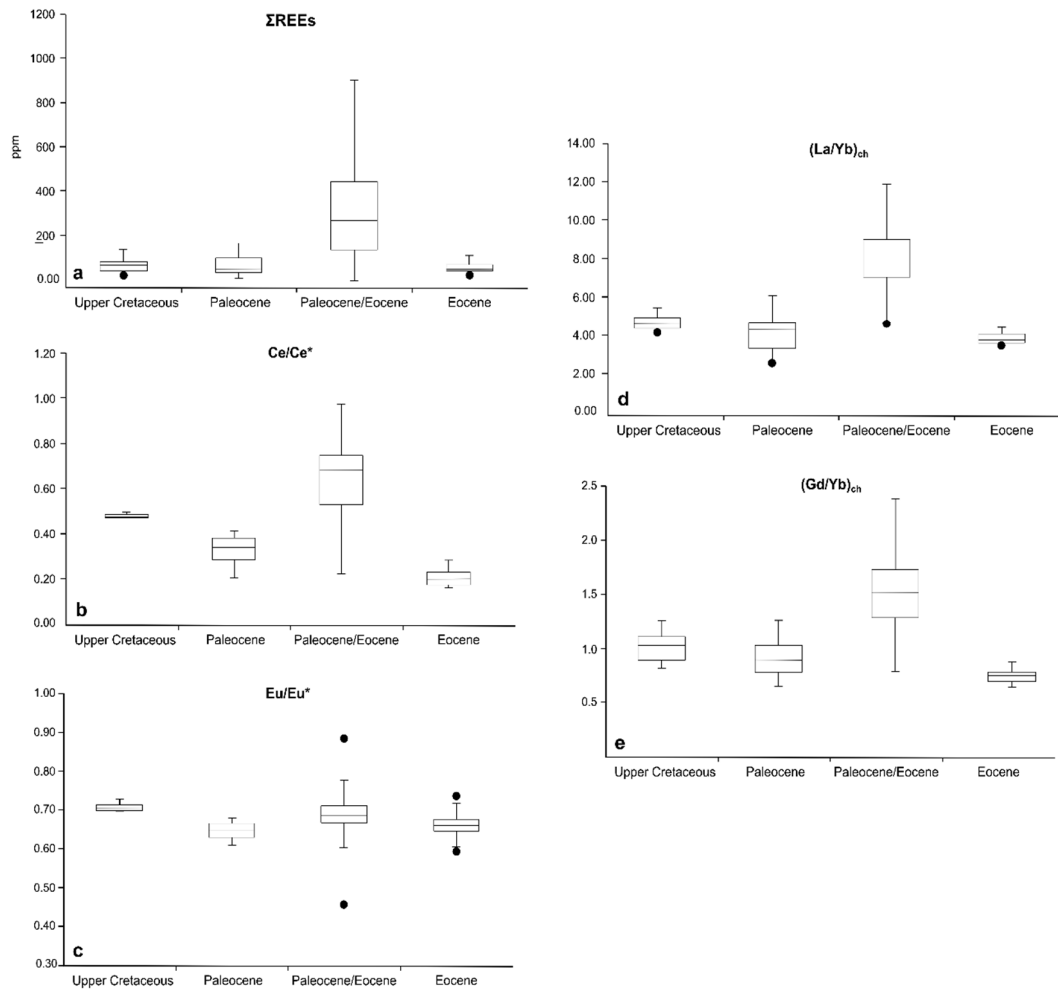 ΣREEs
1200
1000
800
600
400
200
0.00
ppm
a
Upper Cretaceous Paleocene Paleocene/Eocene Eocene
Ce/Ce*
1.20
1.00
0.80
0.60
0.40
0.20
0.00
b
Upper Cretaceous Paleocene Paleocene/Eocene Eocene
Eu/Eu*
1.00
0.90
0.80
0.70
0.60
0.50
0.40
0.30
c
Upper Cretaceous Paleocene Paleocene/Eocene Eocene
(La/Yb)ch
14.00
12.00
10.00
8.00
6.00
4.00
2.00
0.00
d
Upper Cretaceous Paleocene Paleocene/Eocene Eocene
(Gd/Yb)ch
2.5
2.0
1.5
1.0
0.5
e
Upper Cretaceous Paleocene Paleocene/Eocene Eocene